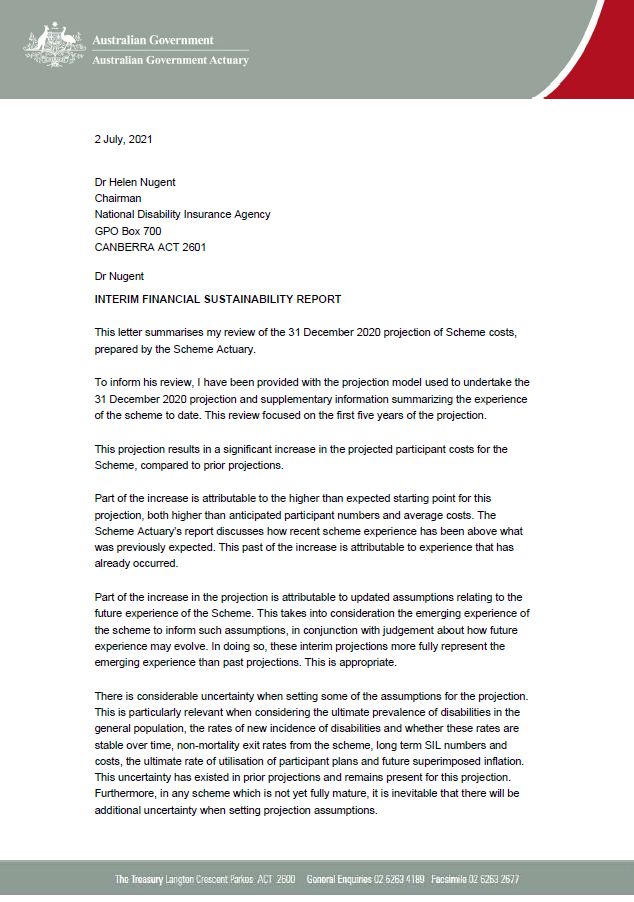 Australian Government
Australian Government Actuary
2 July, 2021
Dr Helen Nugent
Chairman
National Disability Insurance Agency
GPO Box 700
CANBERRA ACT 2601
Dr Nugent
INTERIM FINANCIAL SUSTAINABILITY REPORT
This letter summarises my review of the 31 December 2020 projection of Scheme costs,
prepared by the Scheme Actuary.
To inform his review, I have been provided with the projection model used to undertake the
31 December 2020 projection and supplementary information summarizing the experience
of the scheme to date. This review focused on the first five years of the projection.
This projection results in a significant increase in the projected participant costs for the
Scheme, compared to prior projections.
Part of the increase is attributable to the higher than expected starting point for this
projection, both higher than anticipated participant numbers and average costs. The
Scheme Actuary's report discusses how recent scheme experience has been above what
was previously expected. This past of the increase is attributable to experience that has
already occurred.
Part of the increase in the projection is attributable to updated assumptions relating to the
future experience of the Scheme. This takes into consideration the emerging experience of
the scheme to inform such assumptions, in conjunction with judgement about how future
experience may evolve. In doing so, these interim projections more fully represent the
emerging experience than past projections. This is appropriate.
There is considerable uncertainty when setting some of the assumptions for the projection.
This is particularly relevant when considering the ultimate prevalence of disabilities in the
general population, the rates of new incidence of disabilities and whether these rates are
stable over time, non-mortality exit rates from the scheme, long term SIL numbers and
costs, the ultimate rate of utilisation of participant plans and future superimposed inflation.
This uncertainty has existed in prior projections and remains present for this projection.
Furthermore, in any scheme which is not yet fully mature, it is inevitable that there will be
additional uncertainty when setting projection assumptions.
The Treasury Langton Crescent Parkes ACT 2600 General Enquiries 02 6263 4189 Facsimile 02 6263 2677